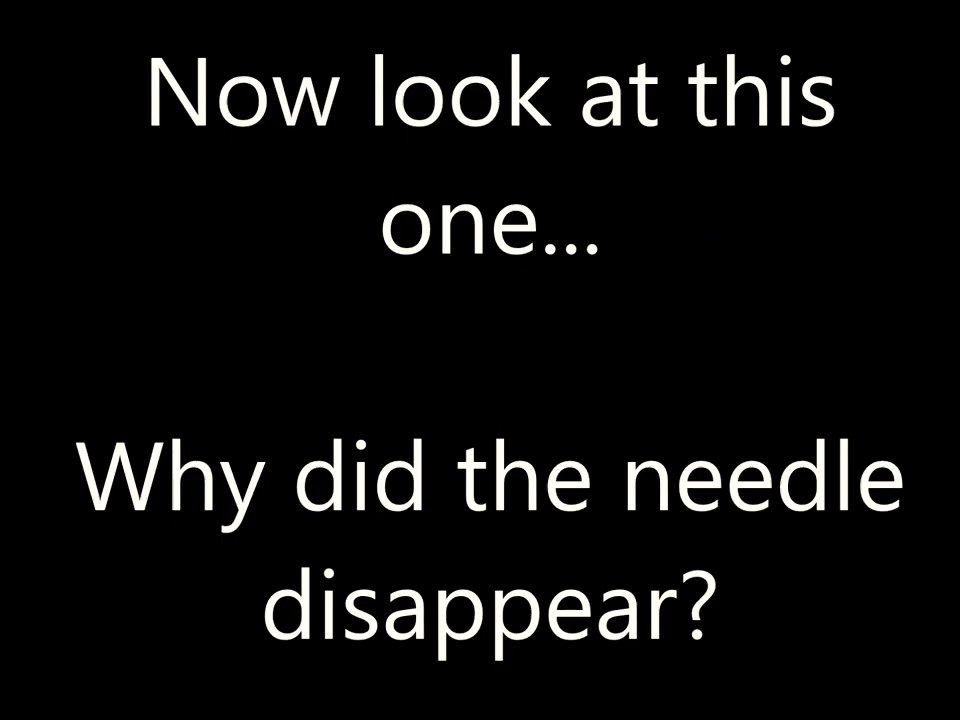 Now look at this
one...
Why did the needle
disappear?